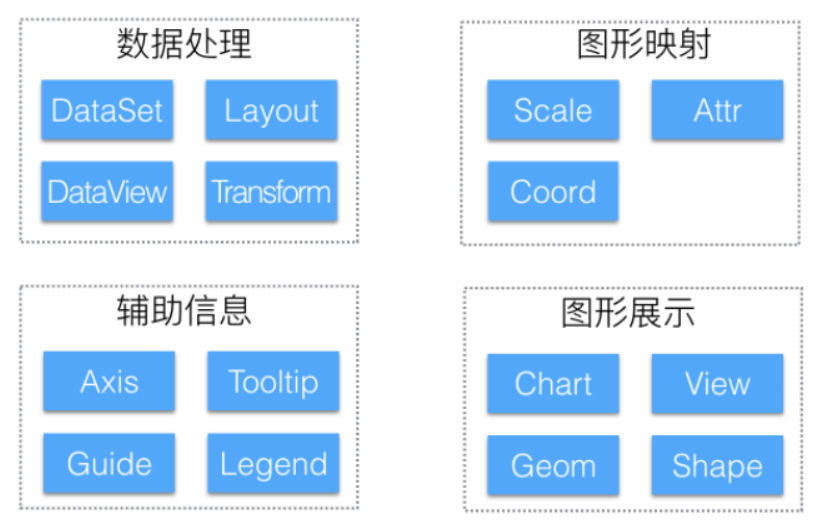 数据处理
DataSet
Layout
DataView
Transform
图形映射
Scale
Attr
Coord
辅助信息
Axis
Tooltip
Guide
Legend
图形展示
Chart
View
Geom
Shape